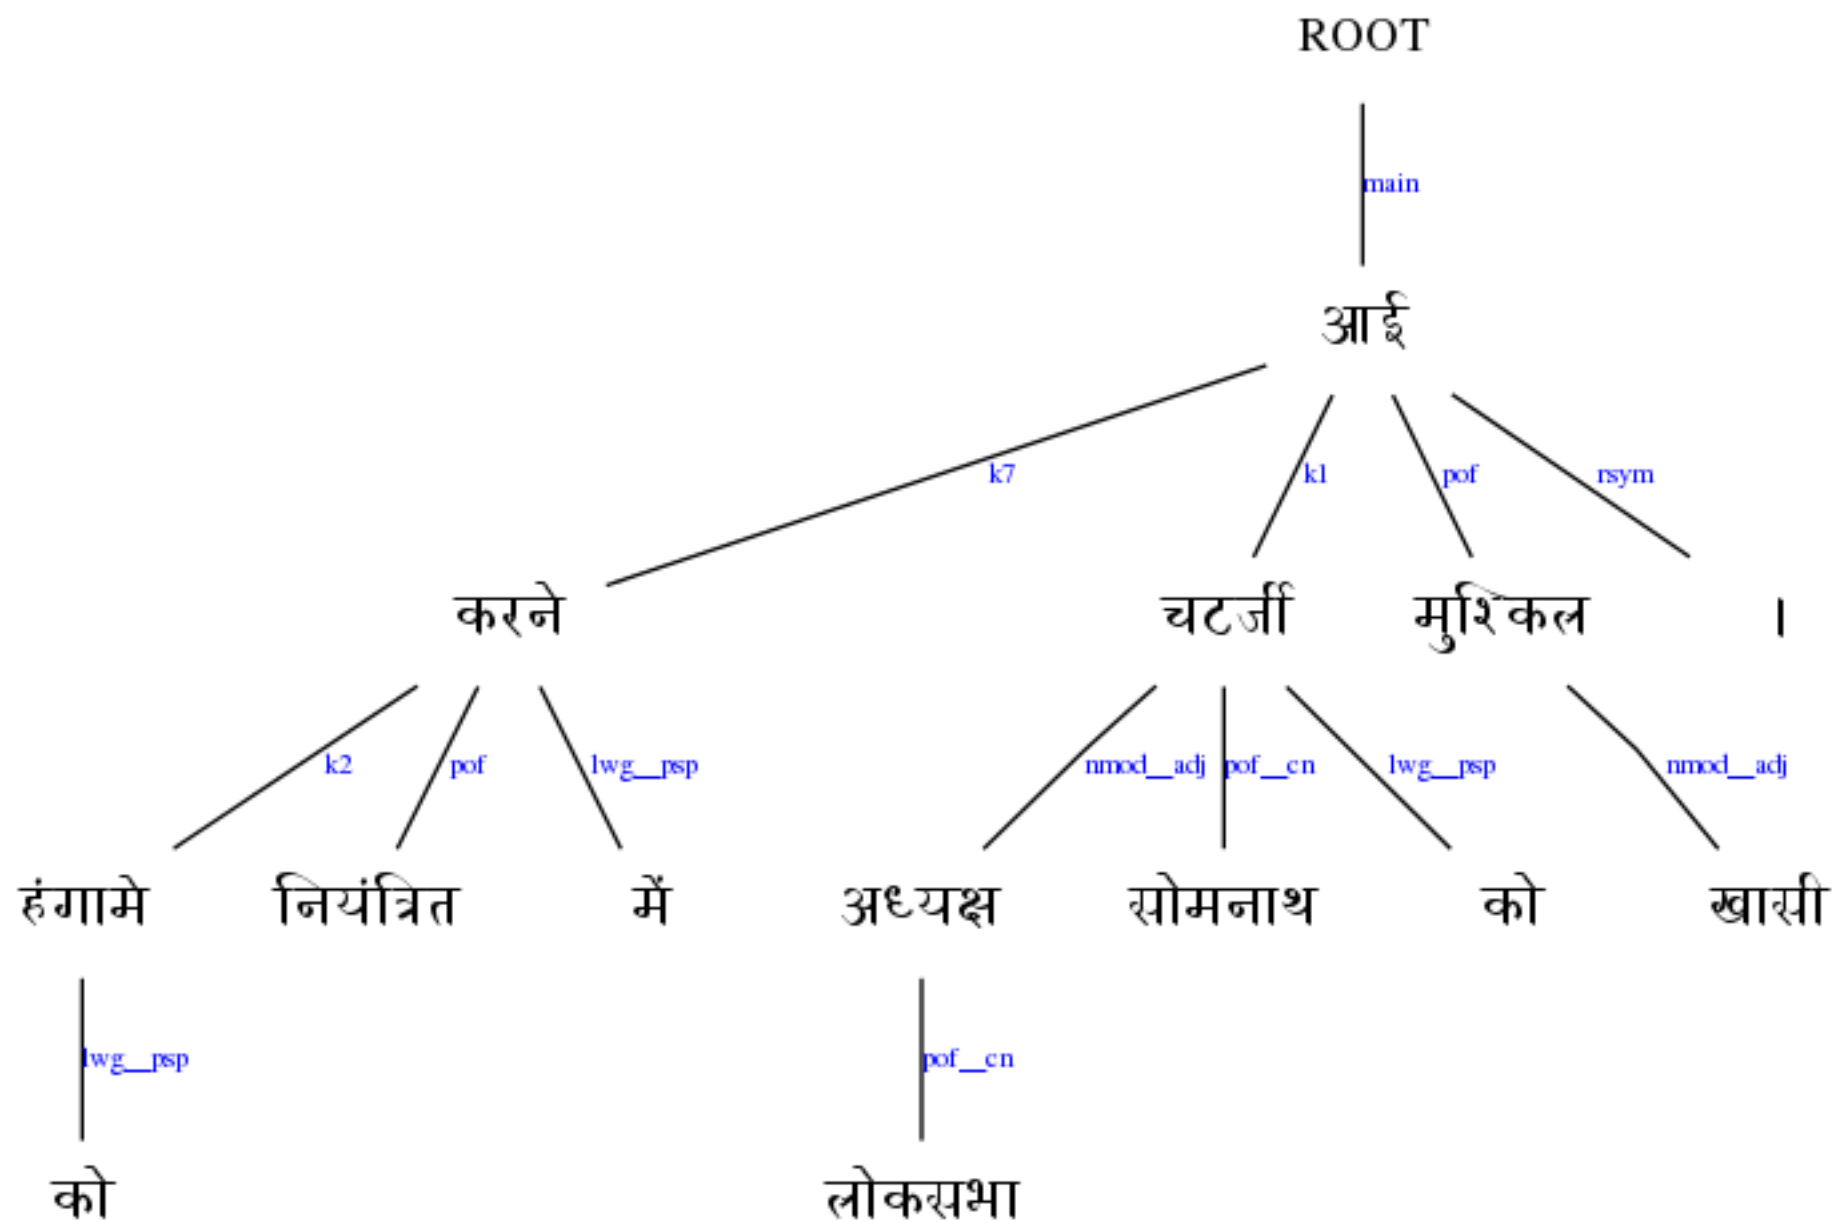 ROOT
main
आई
k7 k1 pof rsym
करने चटर्जी मुश्किल ।
k2 pof lwg__psp nmod__adj pof__cn lwg__psp nmod__adj
हंगामे नियंत्रित में अध्यक्ष सोमनाथ को खासी
lwg__psp pof__cn
को लोकसभा